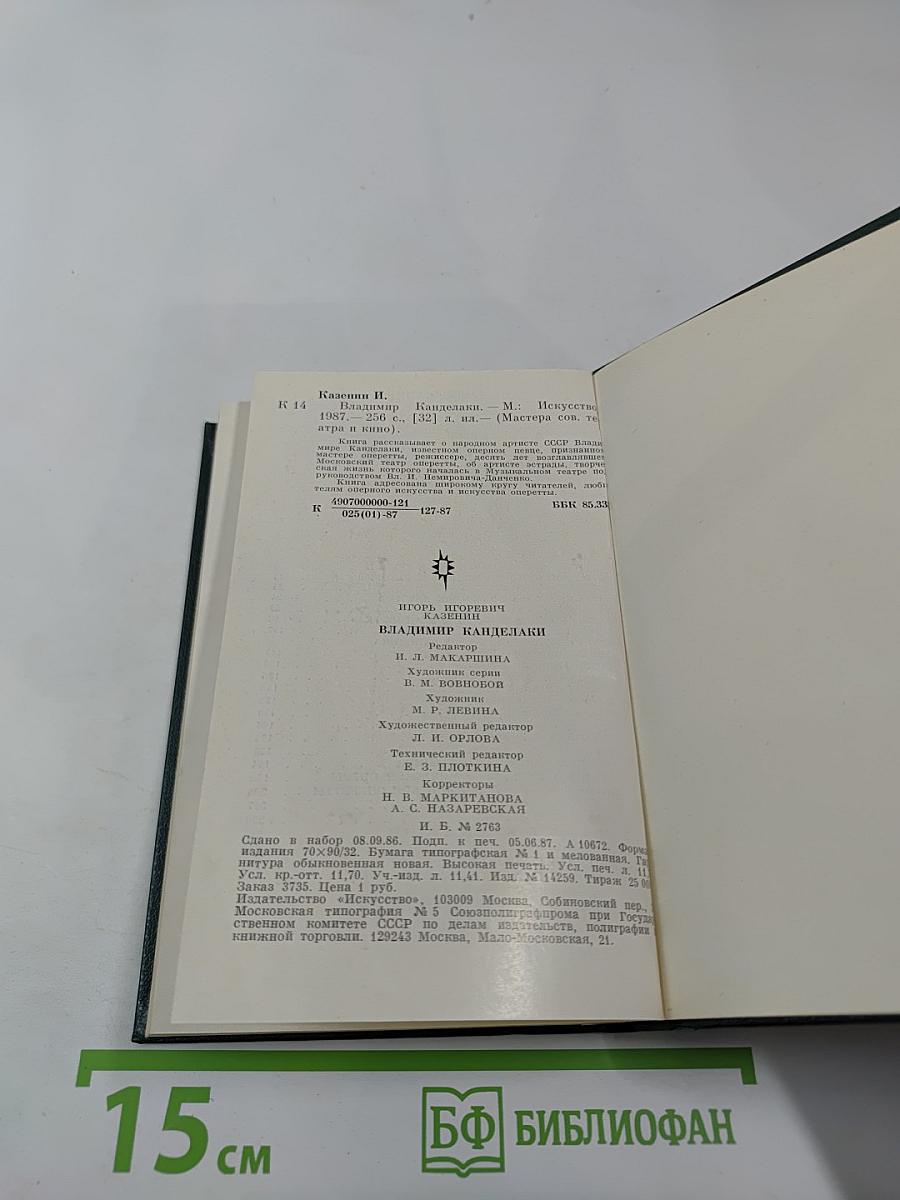 Казенин И.
К 14 Владимир Канделаки. — М.: Искусство
1987.— 256 с., [32] л. ил.— (Мастера сов. те
атра и кино).
Книга рассказывает о народном артисте СССР Влади
мире Канделаки, известном оперном певце, признанном
мастере оперетты, режиссере, десять лет возглавлявшем
Московский театр оперетты, об артисте эстрады, творче
ская жизнь которого началась в Музыкальном театре по
руководством Вл. И. Немировича-Данченко.
Книга адресована широкому кругу читателей, люби
телям оперного искусства и искусства оперетты.
К 4907000000-121 127-87 ББК 85.33
025(01)-87
ИГОРЬ ИГОРЕВИЧ
КАЗЕНИН
ВЛАДИМИР КАНДЕЛАКИ
Редактор
И. Л. МАКАРШИНА
Художник серии
В. М. ВОВНОБОЙ
Художник
М. Р. ЛЕВИНА
Художественный редактор
Л. И. ОРЛОВА
Технический редактор
Е. З. ПЛОТКИНА
Корректоры
Н. В. МАРКИТАНОВА
А. С. НАЗАРЕВСКАЯ
И. Б. № 2763
Сдано в набор 08.09.86. Подп. к печ. 05.06.87. А 10672. Форма
издания 70×90/32. Бумага типографская № 1 и мелованная. Га
нитура обыкновенная новая. Высокая печать. Усл. печ. л. 11,
Усл. кр.-отт. 11,70. Уч.-изд. л. 11,41. Изд. № 14259. Тираж 25 00
Заказ 3735. Цена 1 руб.
Издательство «Искусство», 103009 Москва, Собиновский пер.,
Московская типография № 5 Союзполиграфпрома при Госуда
ственном комитете СССР по делам издательств, полиграфии
книжной торговли. 129243 Москва, Мало-Московская, 21.
15 см
БФ БИБЛИОФАН